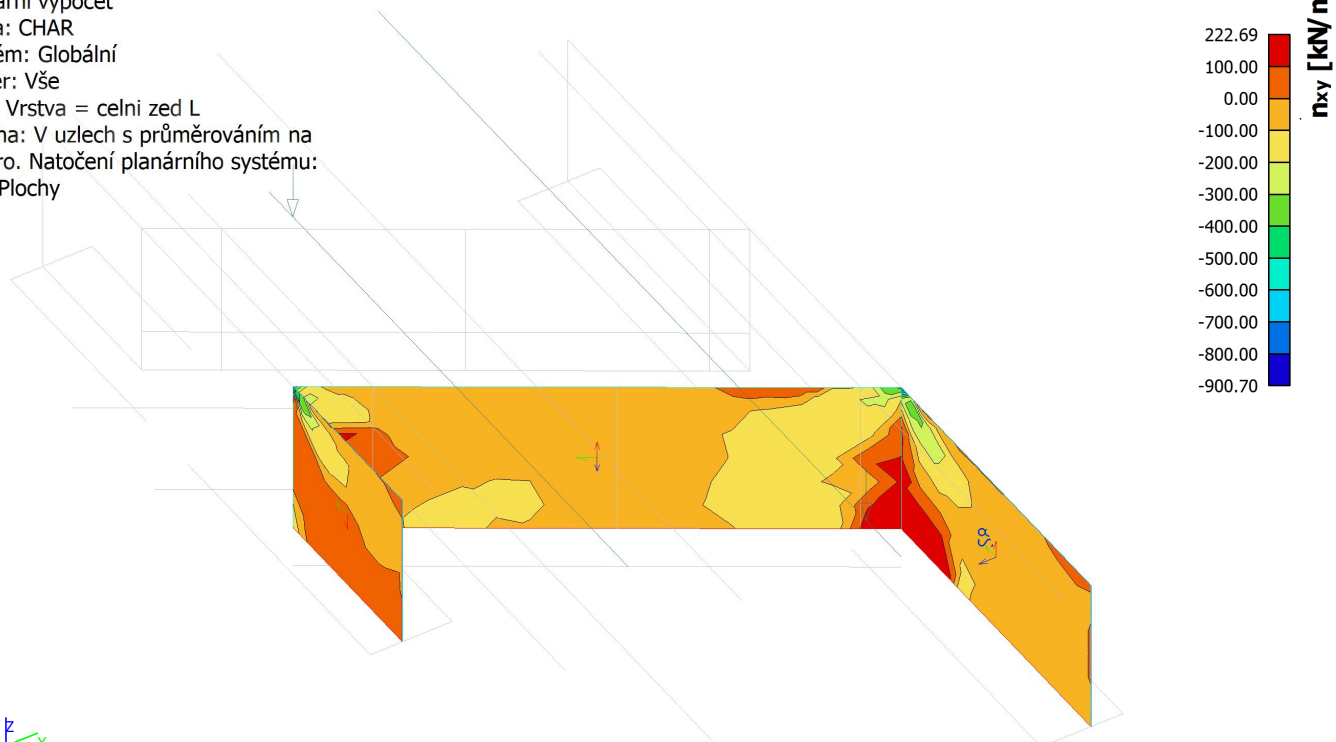 ární výpočet
a: CHAR
ém: Globální
ěr: Vše
Vrstva = celni zed L
ha: V uzlech s průměrováním na
ro. Natočení planárního systému:
Plochy
nxy [kN/m
222.69
100.00
0.00
-100.00
-200.00
-300.00
-400.00
-500.00
-600.00
-700.00
-800.00
-900.70
Z
Y